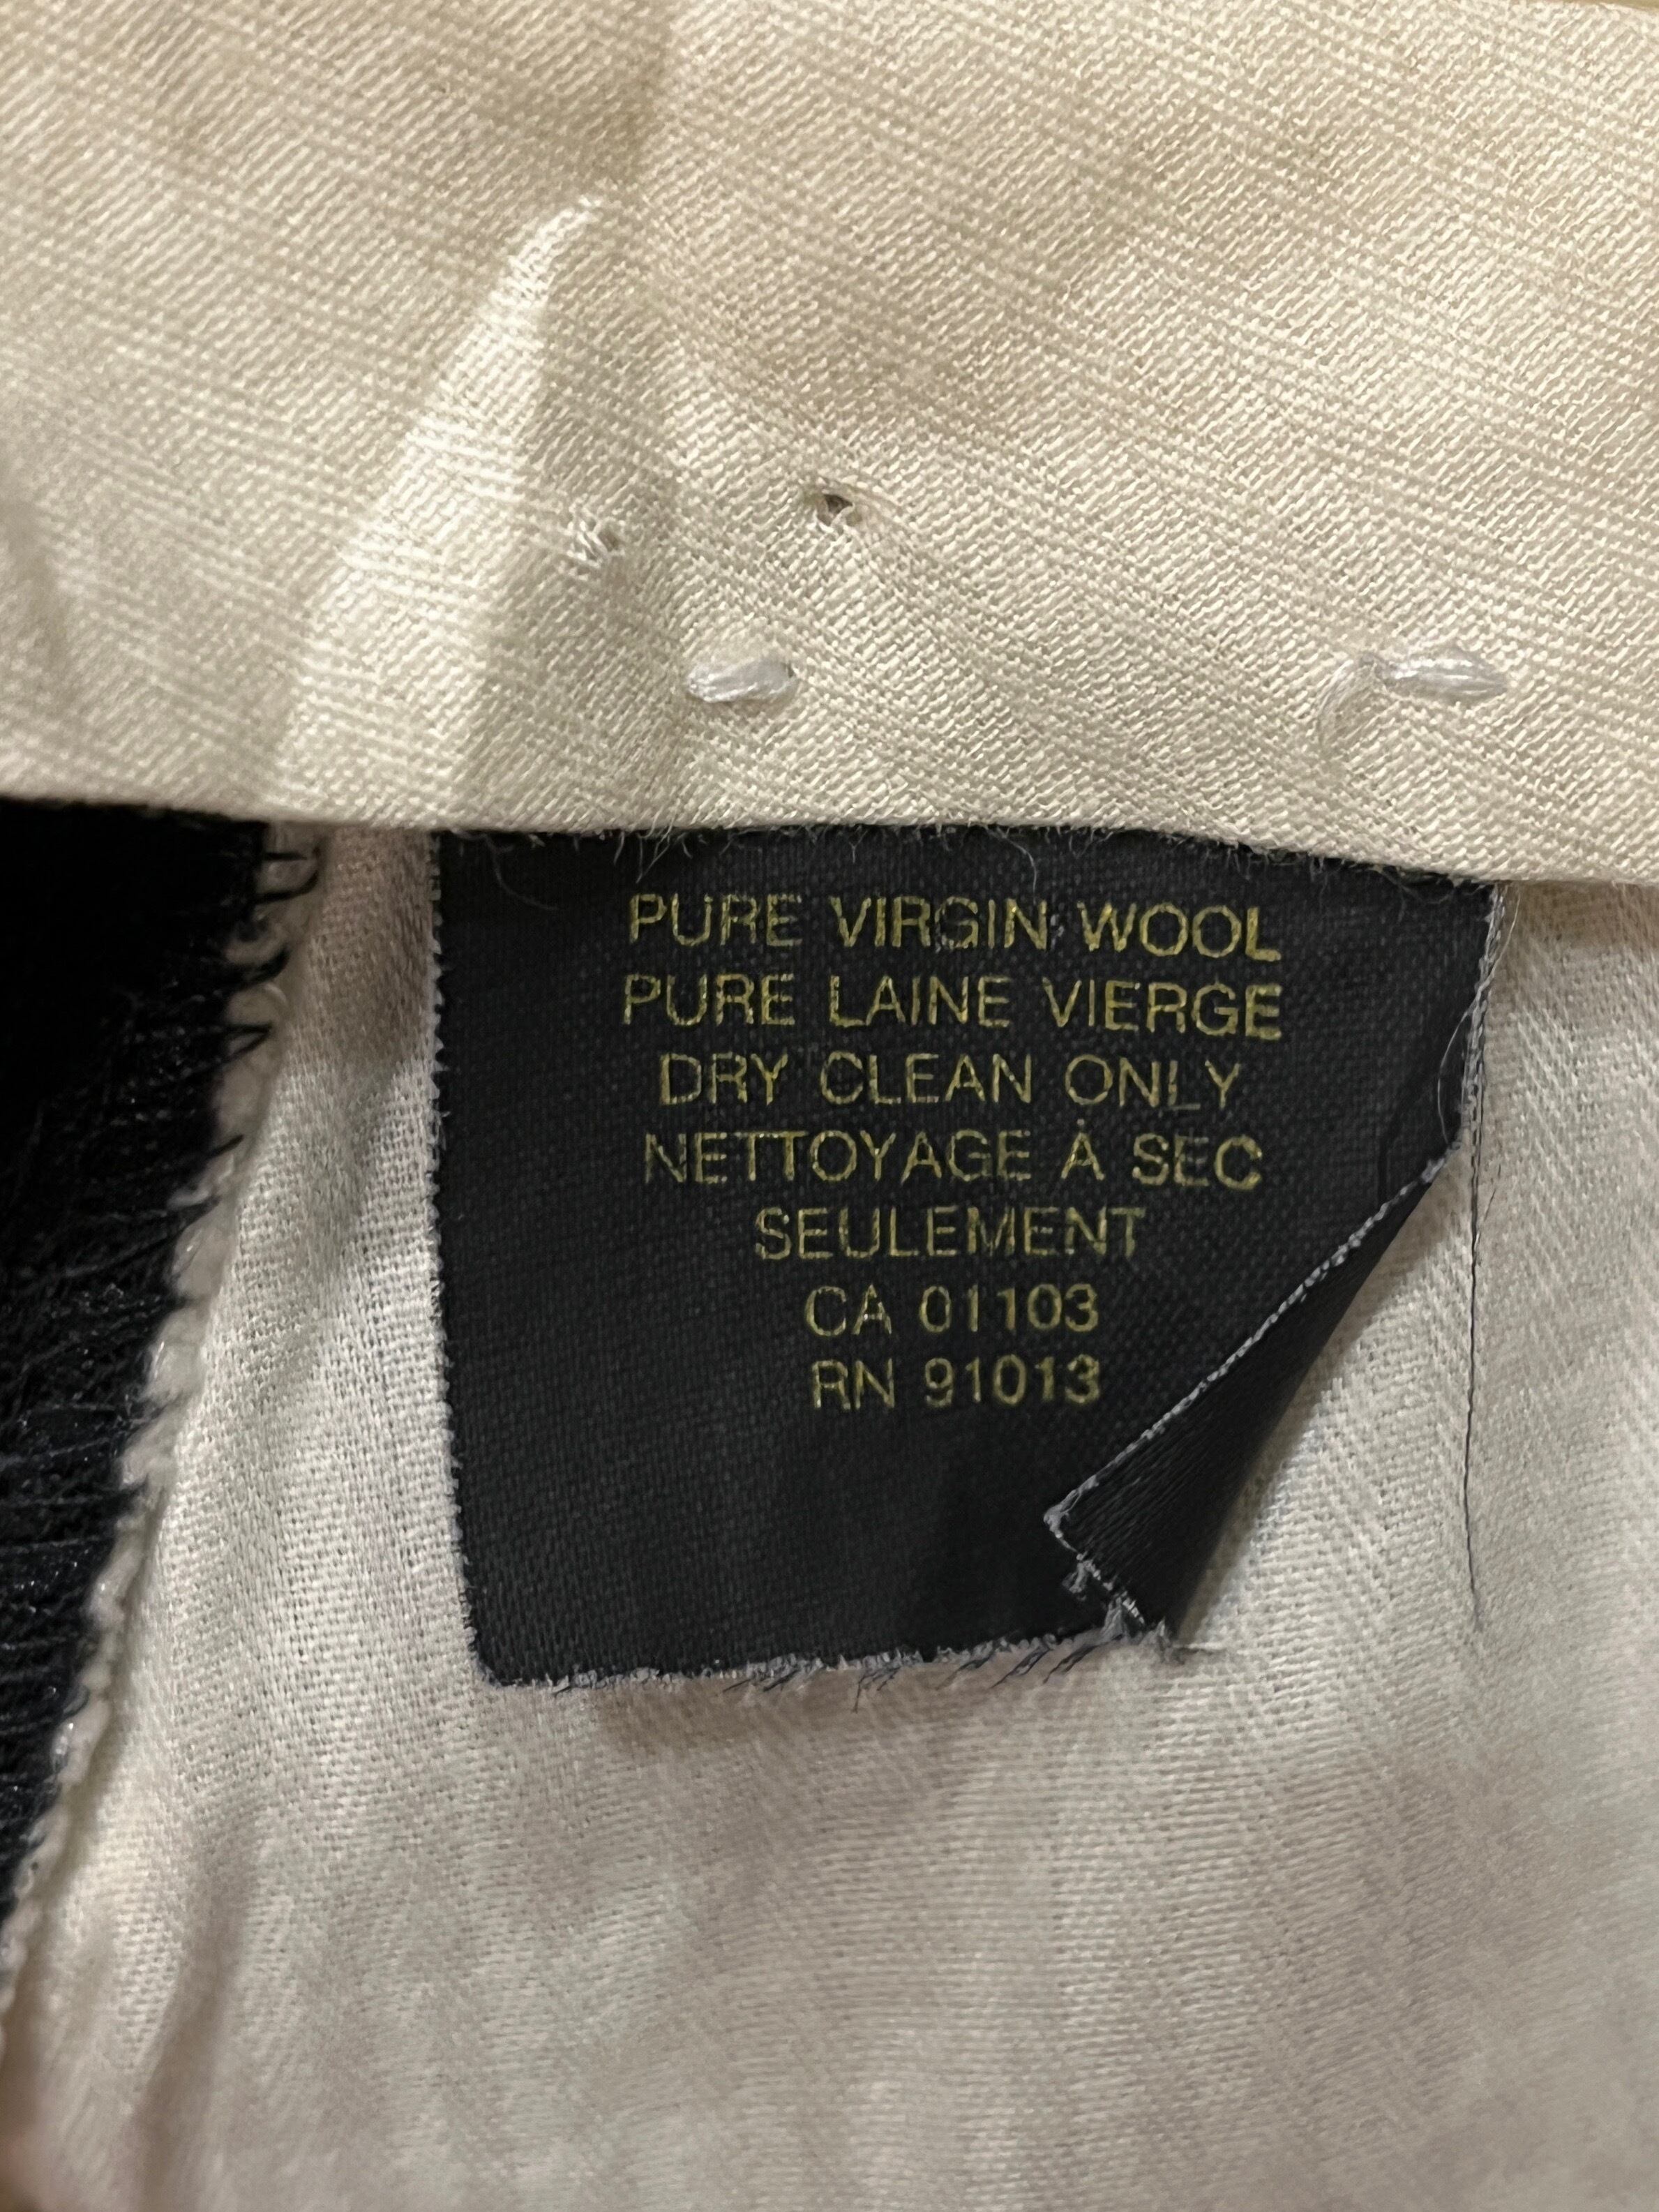 PURE VIRGIN WOOL
PURE LAINE VIERGE
DRY CLEAN ONLY
NETTOYAGE À SEC
SEULEMENT
CA 01103
RN 91013